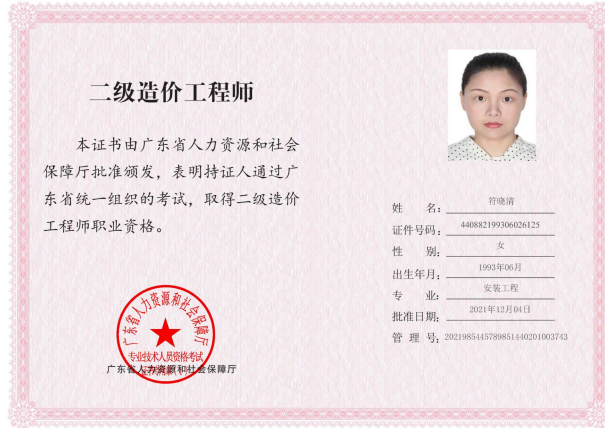 二级造价工程师
本证书由广东省人力资源和社会
保障厅批准颁发，表明持证人通过广
东省统一组织的考试，取得二级造价
工程师职业资格。
姓 名：符晓清
证件号码：440882199306026125
性 别：女
出生年月：1993年06月
专 业：安装工程
批准日期：2021年12月04日
管 理 号：20219854457898514402010037​43
广东省人力资源和社会保障厅
专业技术人员资格考试
广东省人力资源和社会保障厅